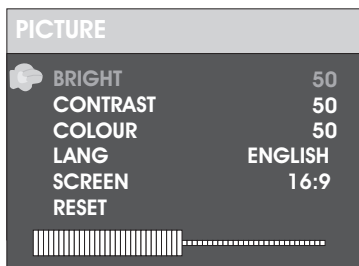 PICTURE
BRIGHT 50
CONTRAST 50
COLOUR 50
LANG ENGLISH
SCREEN 16:9
RESET